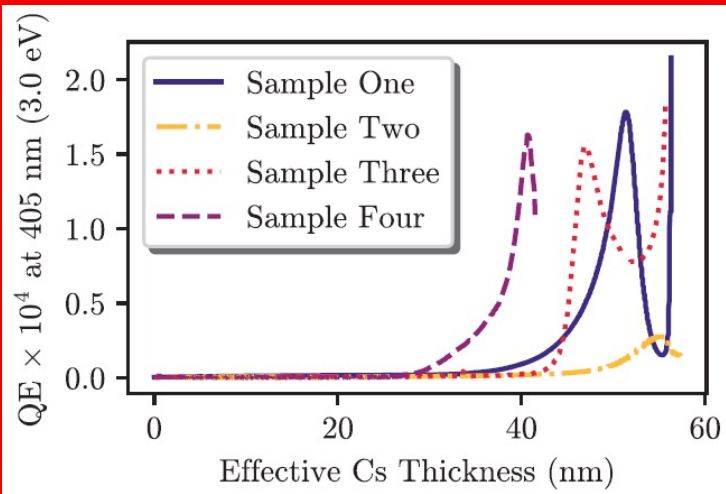 QE × 10⁴ at 405 nm (3.0 eV)
2.0
1.5
1.0
0.5
0.0
Sample One
Sample Two
Sample Three
Sample Four
0 20 40 60
Effective Cs Thickness (nm)